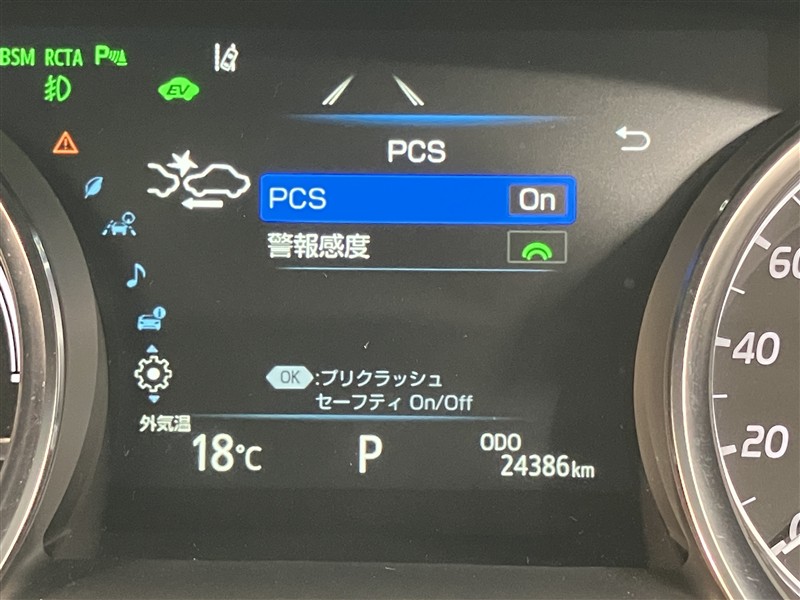 BSM RCTA P
EV
PCS
PCS On
警報感度
OK :プリクラッシュ
セーフティ On/Off
外気温
18℃ P ODO
24386km
60
40
20
0